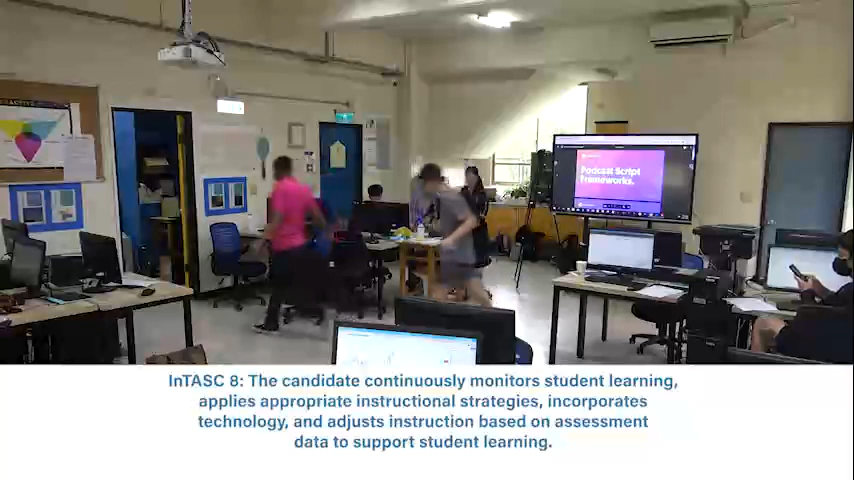 Podcast Script
Frameworks.
InTASC 8: The candidate continuously monitors student learning,
applies appropriate instructional strategies, incorporates
technology, and adjusts instruction based on assessment
data to support student learning.